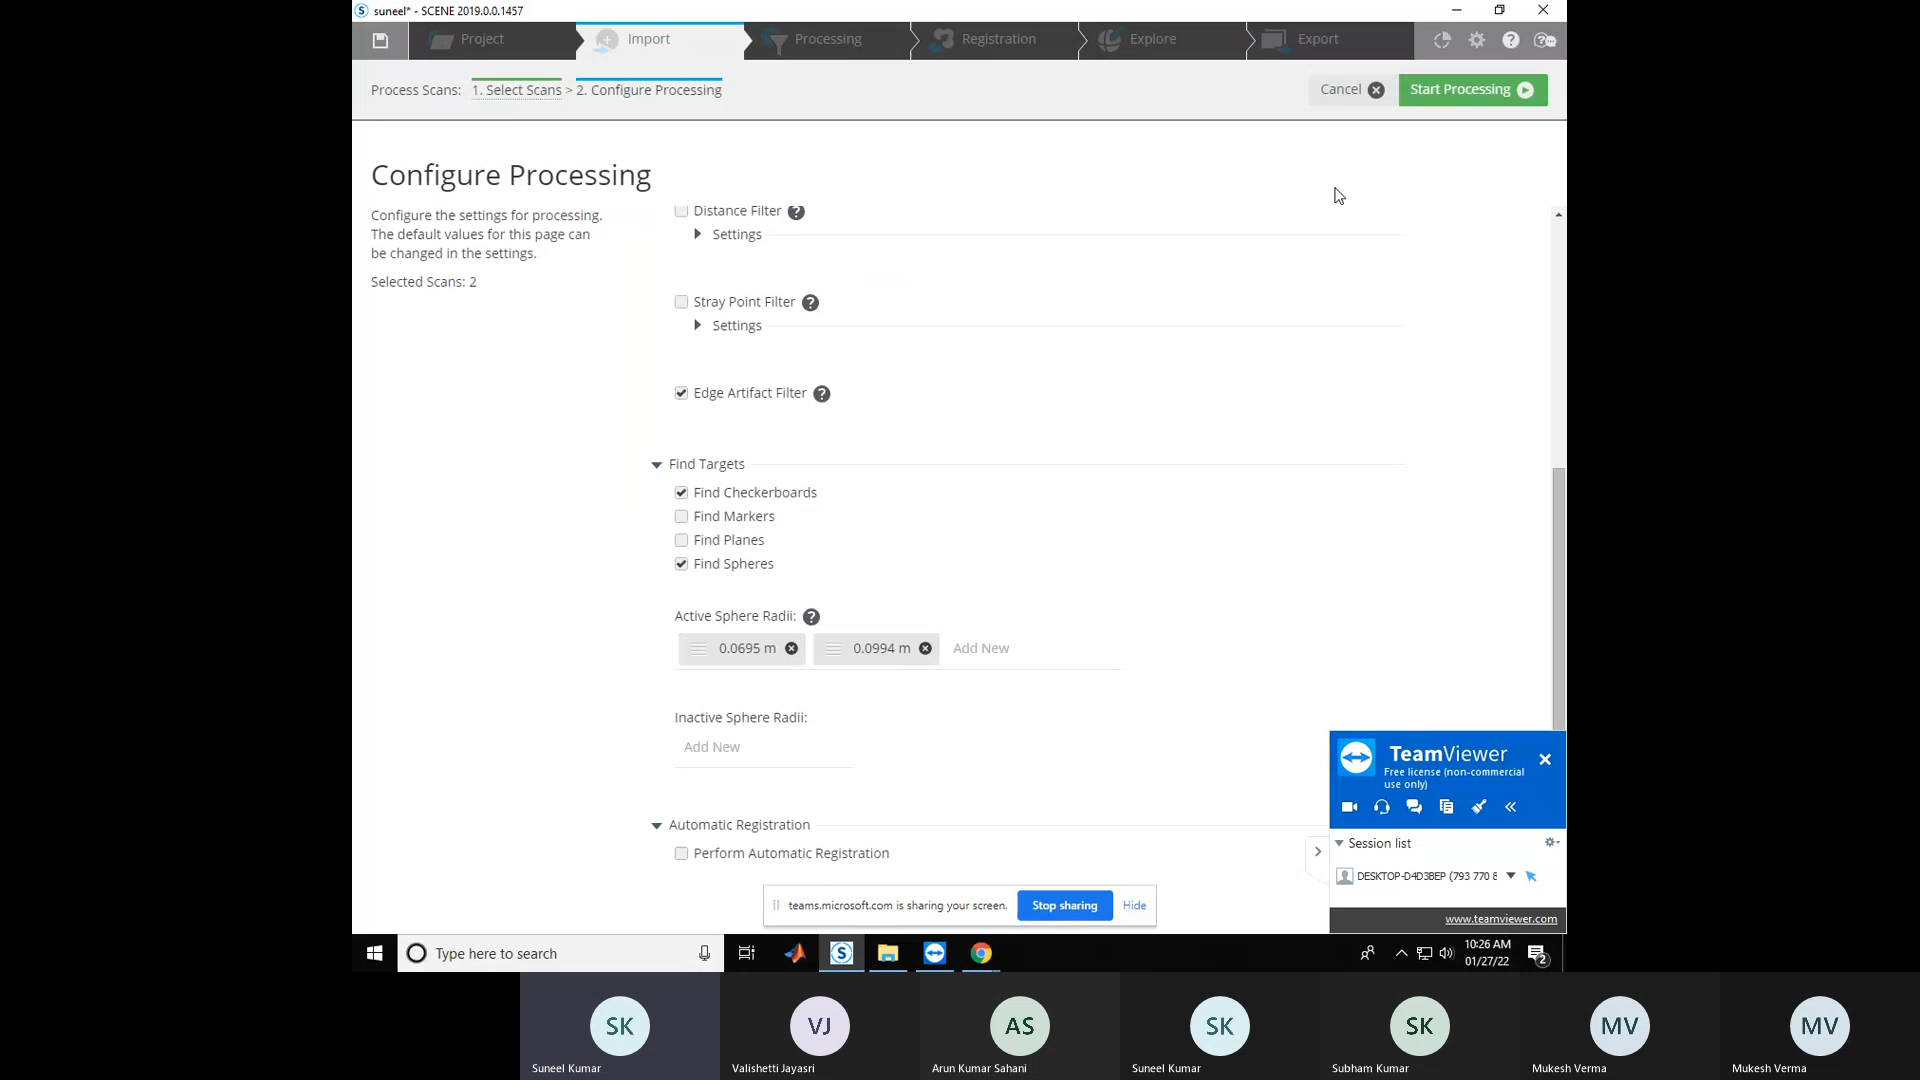 suneel* - SCENE 2019.0.0.1457
Project
Import
Processing
Registration
Explore
Export
Process Scans: 1. Select Scans > 2. Configure Processing
Cancel
Start Processing
Configure Processing
Configure the settings for processing.
The default values for this page can
be changed in the settings.
Selected Scans: 2
Distance Filter ?
Settings
Stray Point Filter ?
Settings
Edge Artifact Filter ?
Find Targets
Find Checkerboards
Find Markers
Find Planes
Find Spheres
Active Sphere Radii: ?
0.0695 m
0.0994 m
Add New
Inactive Sphere Radii:
Add New
Automatic Registration
Perform Automatic Registration
TeamViewer
Free license (non-commercial
use only)
Session list
DESKTOP-D4D3BEP (793 770 8
www.teamviewer.com
teams.microsoft.com is sharing your screen.
Stop sharing
Hide
Type here to search
10:26 AM
01/27/22
2
SK
VJ
AS
SK
SK
MV
MV
Suneel Kumar
Valishetti Jayasri
Arun Kumar Sahani
Suneel Kumar
Subham Kumar
Mukesh Verma
Mukesh Verma